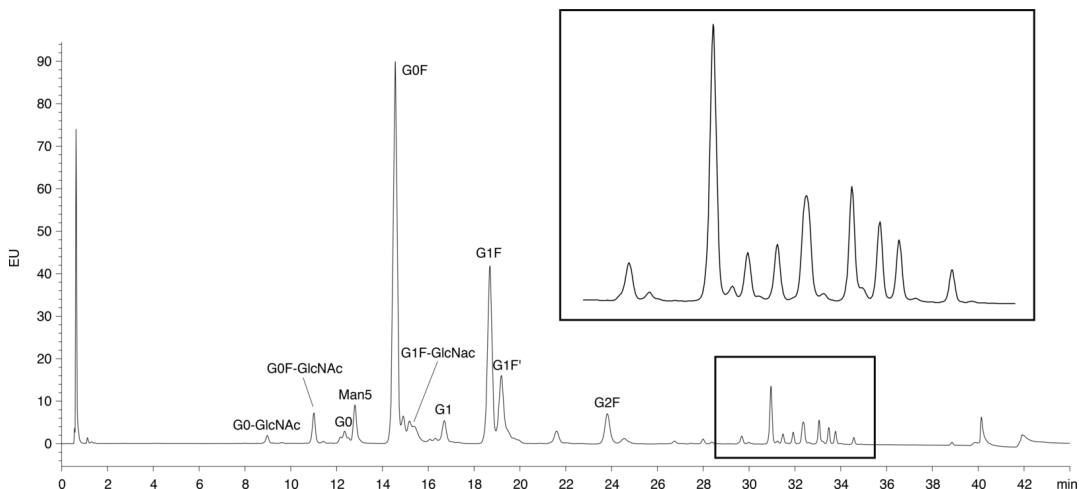 90
80
70
60
50
40
30
20
10
0
EU
G0F
G1F
G1F-GlcNac
G0F-GlcNAc
G1F'
Man5
G2F
G0-GlcNAc
G0
G1
0 2 4 6 8 10 12 14 16 18 20 22 24 26 28 30 32 34 36 38 40 42 min